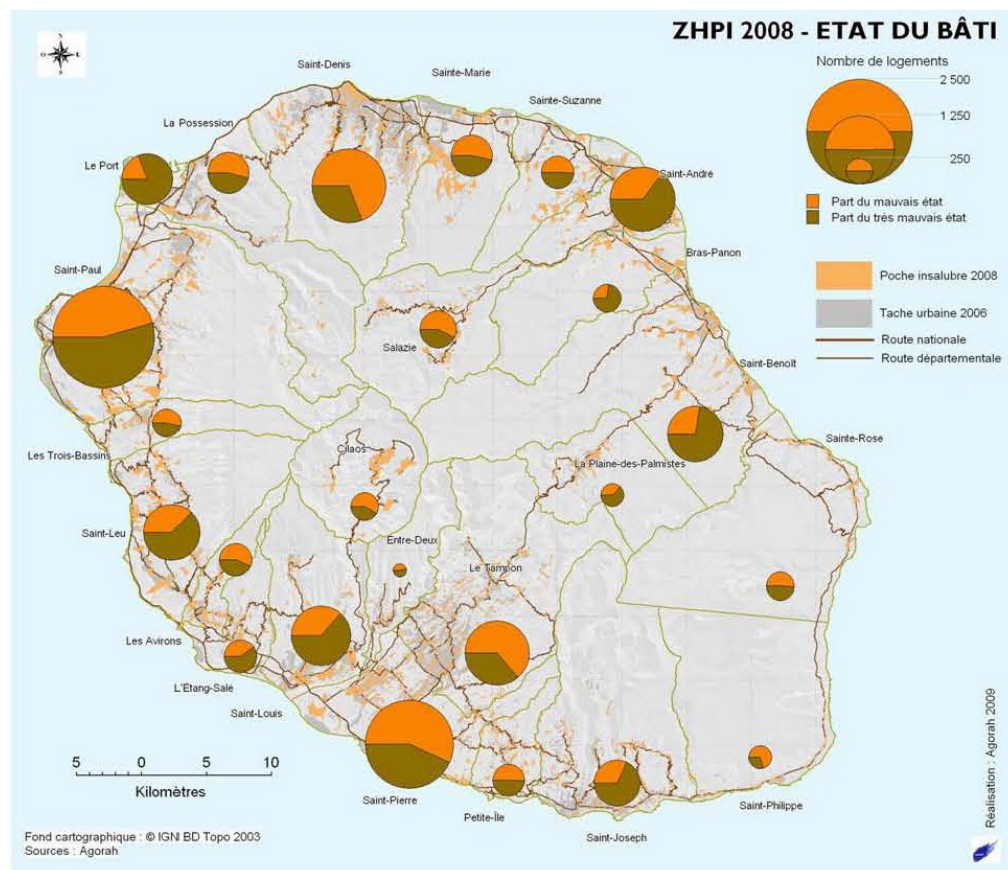 ZHPI 2008 - ETAT DU BÂTI
Nombre de logements
2 500
1 250
250
Part du mauvais état
Part du très mauvais état
Poche insalubre 2008
Tache urbaine 2006
Route nationale
Route départementale
N
O
E
S
Saint-Denis
Sainte-Marie
Sainte-Suzanne
La Possession
Le Port
Saint-André
Bras-Panon
Saint-Paul
Salazie
Saint-Benoît
Sainte-Rose
Les Trois-Bassins
Cilaos
La Plaine-des-Palmistes
Saint-Leu
Entre-Deux
Le Tampon
Les Avirons
L'Étang-Salé
Saint-Louis
Saint-Pierre
Petite-Île
Saint-Joseph
Saint-Philippe
5 0 5 10
Kilomètres
Fond cartographique : © IGN BD Topo 2003
Sources : Agorah
Réalisation : Agorah 2009